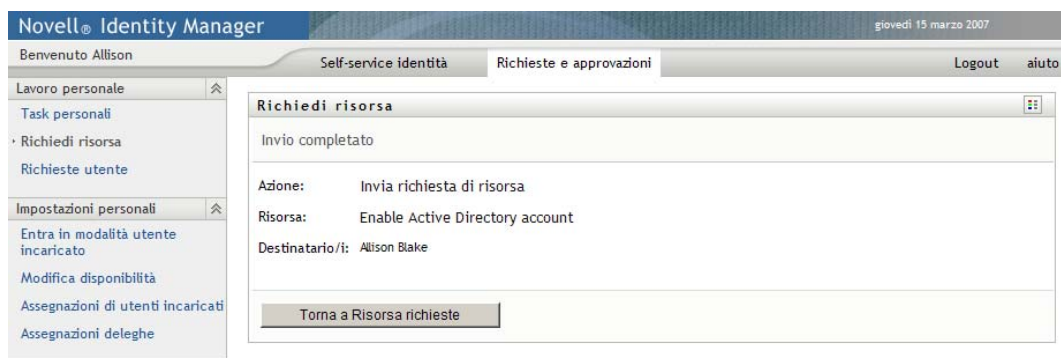 Novell® Identity Manager
giovedì 15 marzo 2007
Benvenuto Allison
Self-service identità
Richieste e approvazioni
Logout
aiuto
Lavoro personale
Task personali
Richiedi risorsa
Richieste utente
Impostazioni personali
Entra in modalità utente
incaricato
Modifica disponibilità
Assegnazioni di utenti incaricati
Assegnazioni deleghe
Richiedi risorsa
Invio completato
Azione: Invia richiesta di risorsa
Risorsa: Enable Active Directory account
Destinatario/i: Allison Blake
Torna a Risorsa richieste